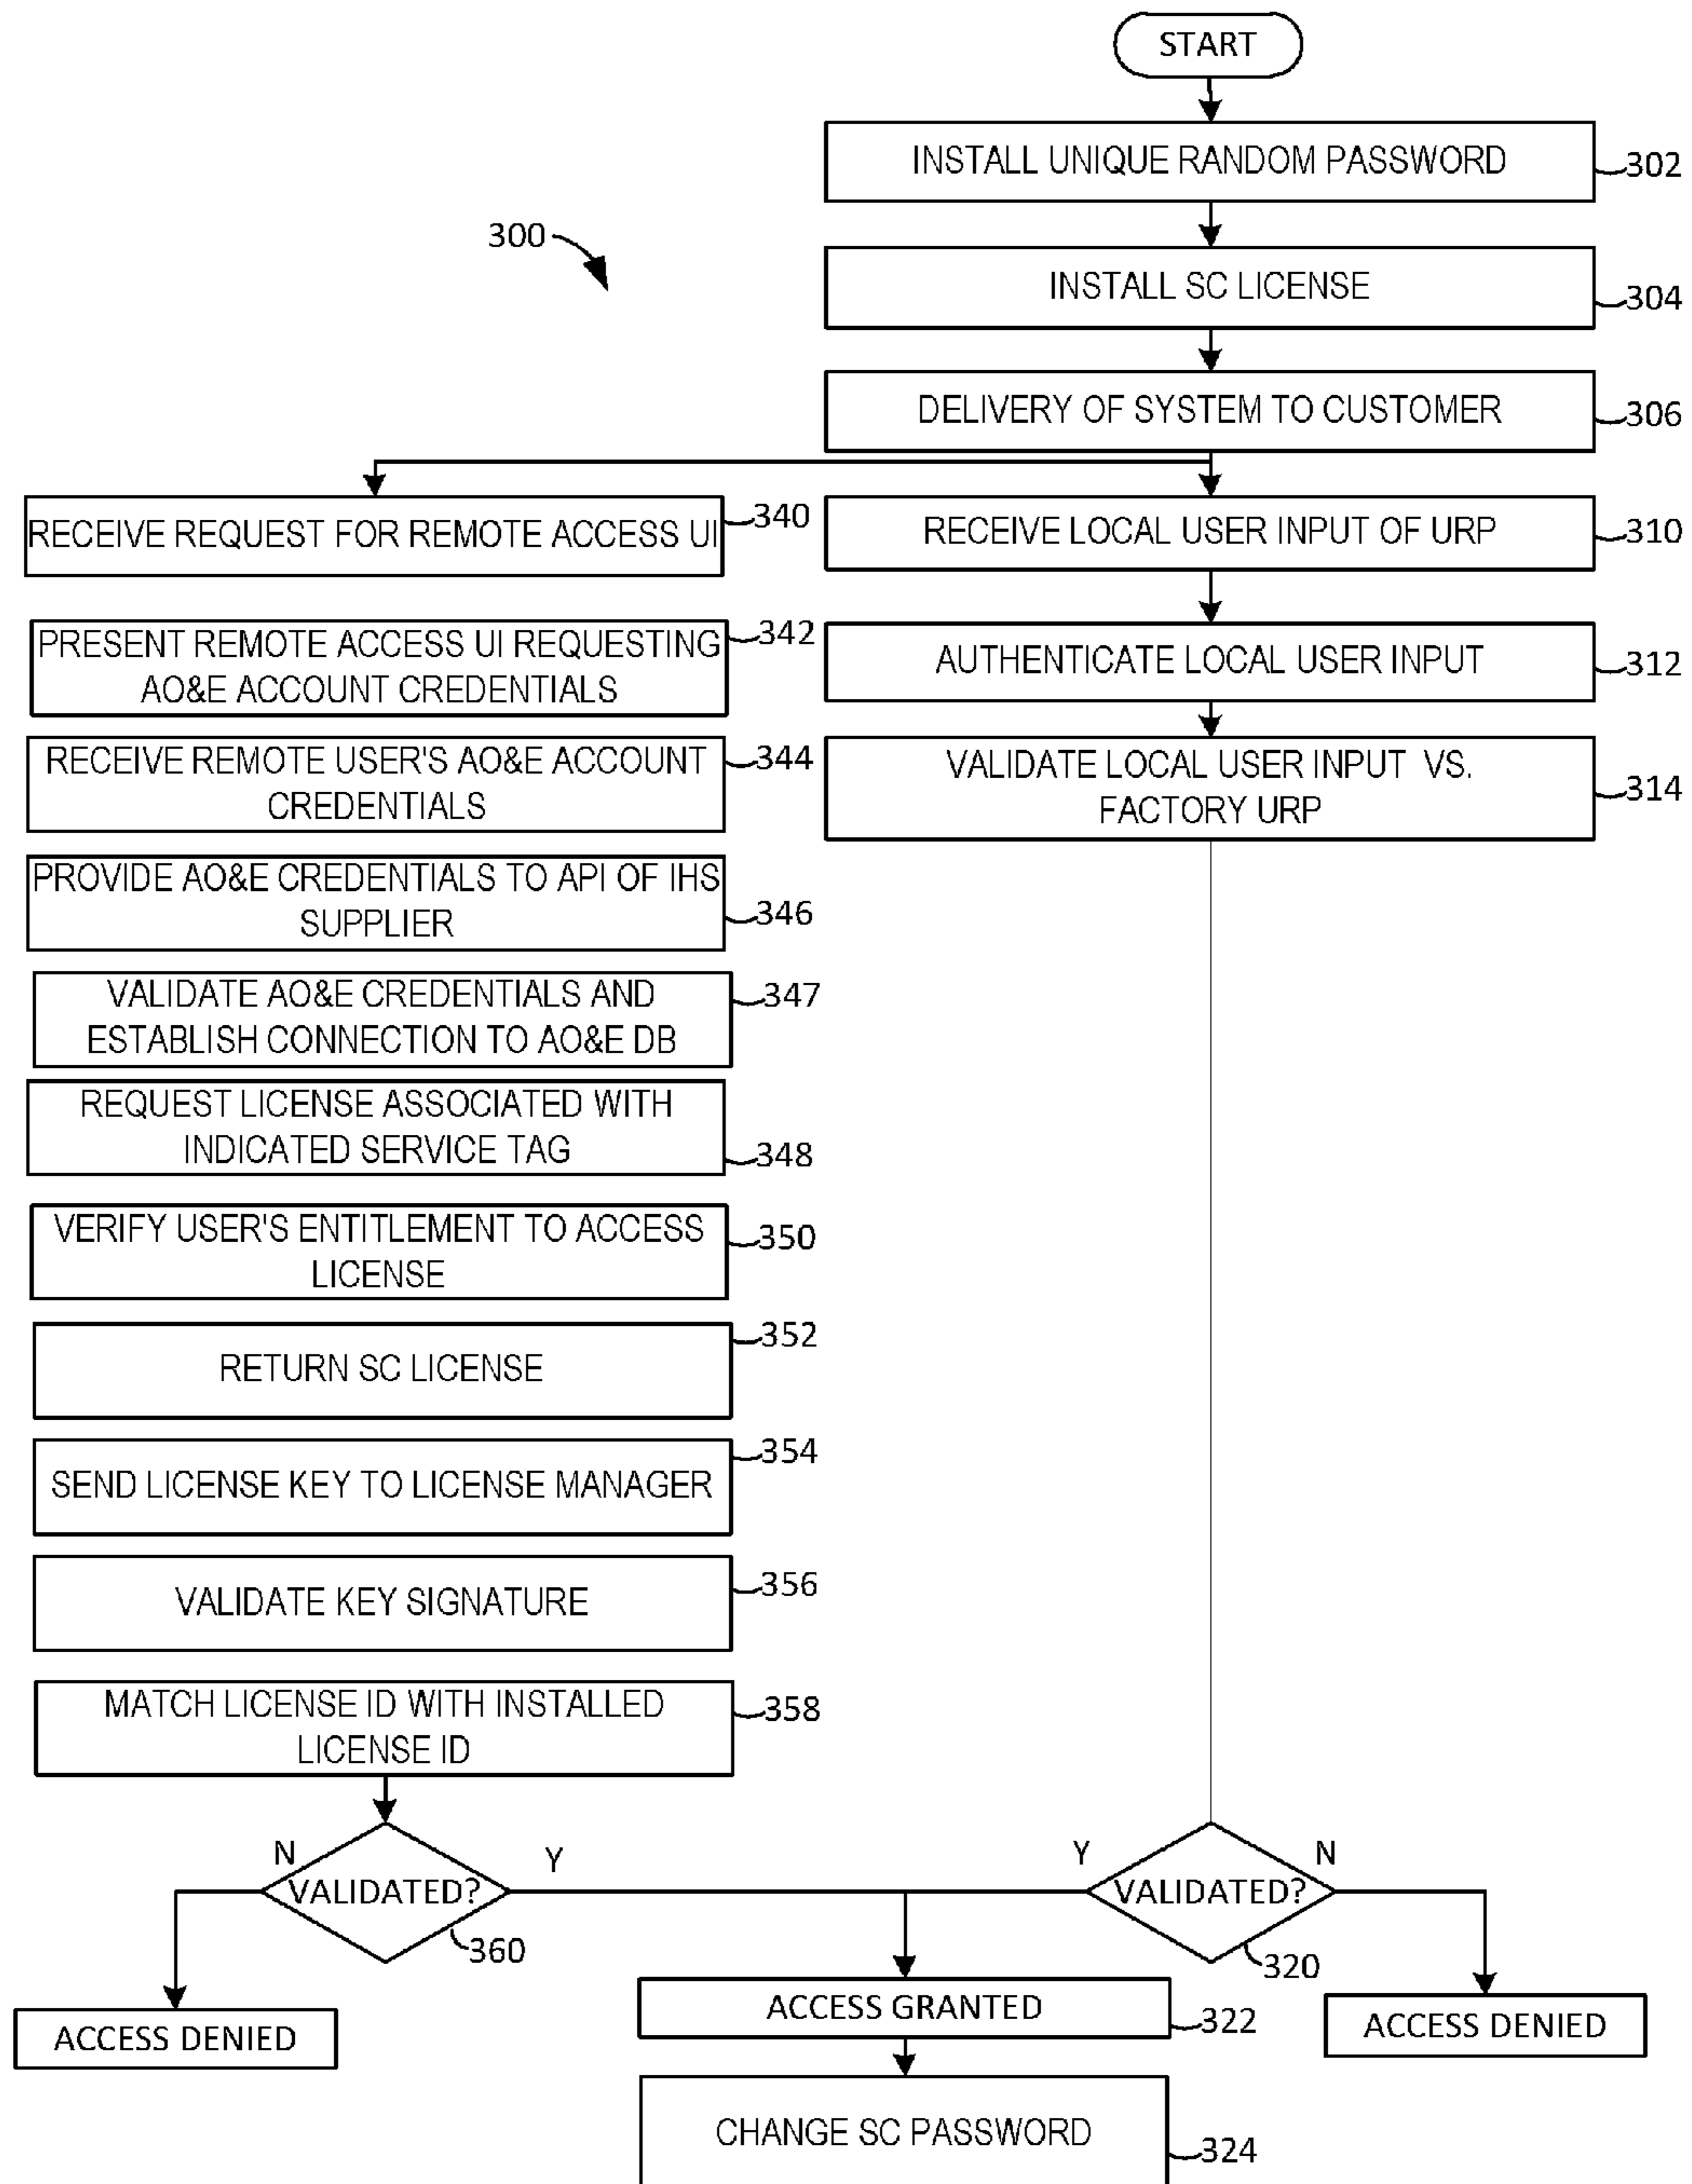 START
INSTALL UNIQUE RANDOM PASSWORD
302
300
INSTALL SC LICENSE
304
DELIVERY OF SYSTEM TO CUSTOMER
306
RECEIVE REQUEST FOR REMOTE ACCESS UI
340
RECEIVE LOCAL USER INPUT OF URP
310
PRESENT REMOTE ACCESS UI REQUESTING
AO&E ACCOUNT CREDENTIALS
342
AUTHENTICATE LOCAL USER INPUT
312
RECEIVE REMOTE USER'S AO&E ACCOUNT
CREDENTIALS
344
VALIDATE LOCAL USER INPUT VS.
FACTORY URP
314
PROVIDE AO&E CREDENTIALS TO API OF IHS
SUPPLIER
346
VALIDATE AO&E CREDENTIALS AND
ESTABLISH CONNECTION TO AO&E DB
347
REQUEST LICENSE ASSOCIATED WITH
INDICATED SERVICE TAG
348
VERIFY USER'S ENTITLEMENT TO ACCESS
LICENSE
350
RETURN SC LICENSE
352
SEND LICENSE KEY TO LICENSE MANAGER
354
VALIDATE KEY SIGNATURE
356
MATCH LICENSE ID WITH INSTALLED
LICENSE ID
358
N
VALIDATED?
Y
360
Y
VALIDATED?
N
320
ACCESS DENIED
ACCESS GRANTED
322
ACCESS DENIED
CHANGE SC PASSWORD
324